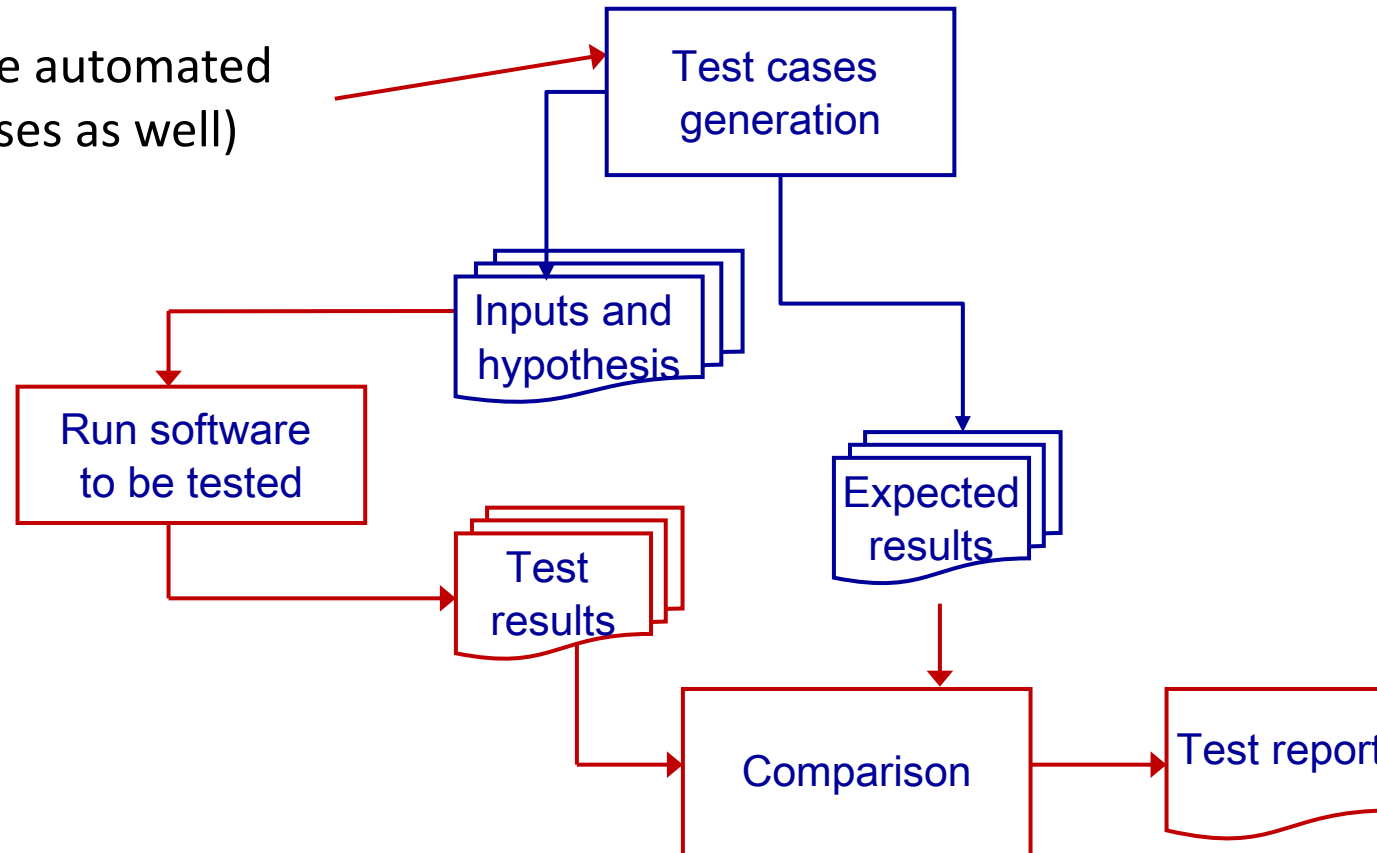 e automated
ses as well)
Test cases
generation
Inputs and
hypothesis
Run software
to be tested
Expected
results
Test
results
Comparison
Test report